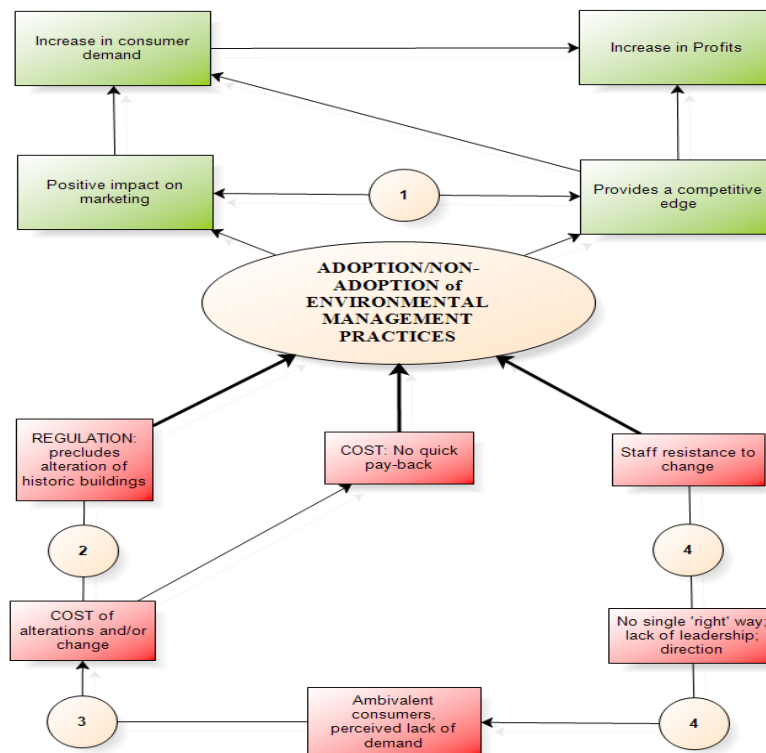 Increase in consumer
demand
Increase in Profits
Positive impact on
marketing
1
Provides a competitive
edge
ADOPTION/NON-
ADOPTION of
ENVIRONMENTAL
MANAGEMENT
PRACTICES
REGULATION:
precludes
alteration of
historic buildings
COST: No quick
pay-back
Staff resistance to
change
2
4
COST of
alterations and/or
change
No single 'right' way;
lack of leadership;
direction
3
Ambivalent
consumers,
perceived lack of
demand
4